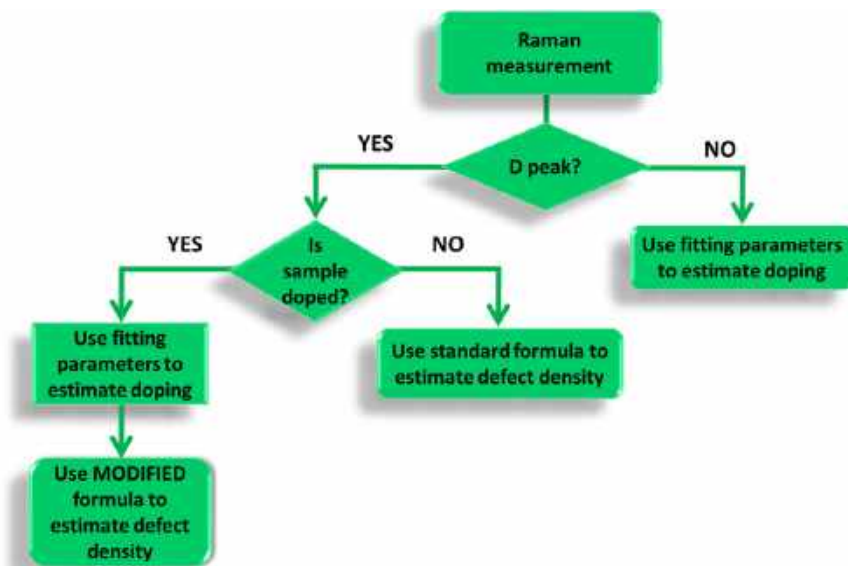 Raman
measurement
YES
D peak?
NO
YES
Is
sample
doped?
NO
Use fitting parameters
to estimate doping
Use fitting
parameters to
estimate doping
Use standard formula to
estimate defect density
Use MODIFIED
formula to
estimate defect
density